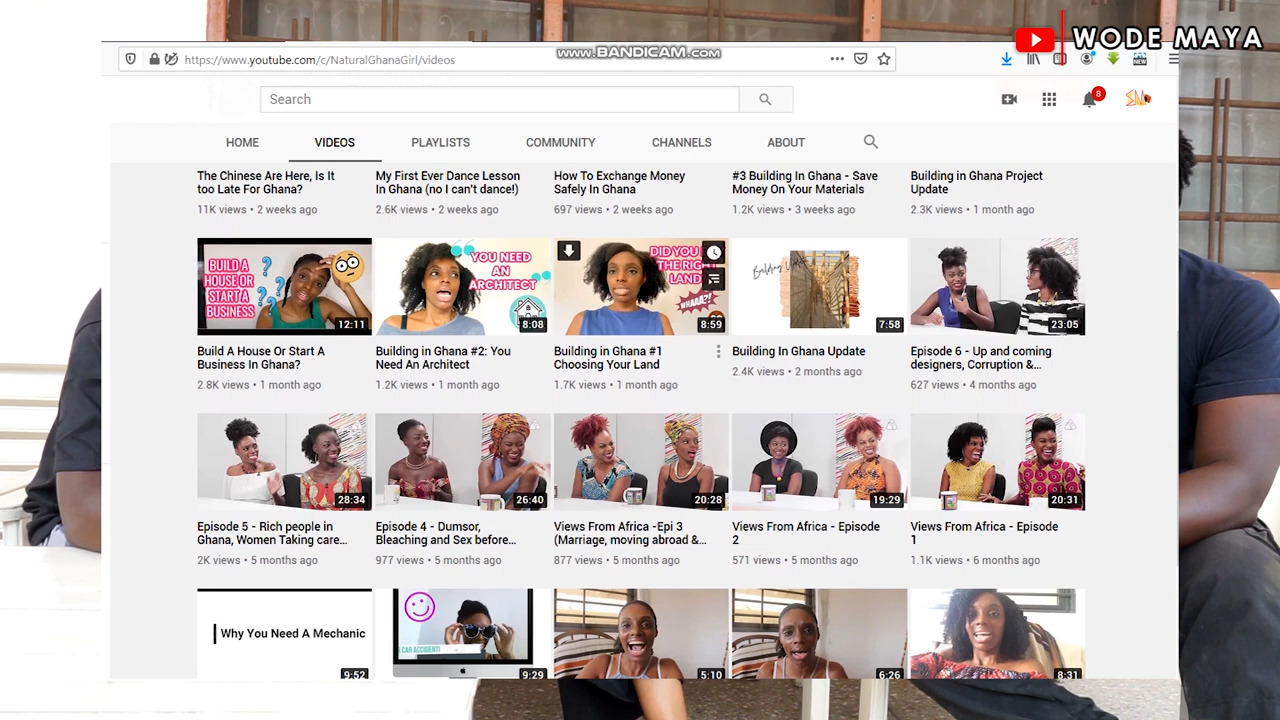 WODE MAYA
www.BANDICAM.com
https://www.youtube.com/c/NaturalGhanaGirl/videos
NEW
Search
8
HOME
VIDEOS
PLAYLISTS
COMMUNITY
CHANNELS
ABOUT
The Chinese Are Here, Is It
too Late For Ghana?
11K views • 2 weeks ago
My First Ever Dance Lesson
In Ghana (no I can't dance!)
2.6K views • 2 weeks ago
How To Exchange Money
Safely In Ghana
697 views • 2 weeks ago
#3 Building In Ghana - Save
Money On Your Materials
1.2K views • 3 weeks ago
Building in Ghana Project
Update
2.3K views • 1 month ago
BUILD A
HOUSE OR
START A
BUSINESS
12:11
Build A House Or Start A
Business In Ghana?
2.8K views • 1 month ago
YOU NEED
AN
ARCHITECT
8:08
Building in Ghana #2: You
Need An Architect
1.2K views • 1 month ago
DID YOU
THE RIGHT
LAND
WHAAA?!
8:59
Building in Ghana #1
Choosing Your Land
1.7K views • 1 month ago
Building
7:58
Building In Ghana Update
2.4K views • 2 months ago
23:05
Episode 6 - Up and coming
designers, Corruption &...
627 views • 4 months ago
28:34
Episode 5 - Rich people in
Ghana, Women Taking care...
2K views • 5 months ago
26:40
Episode 4 - Dumsor,
Bleaching and Sex before...
977 views • 5 months ago
20:28
Views From Africa -Epi 3
(Marriage, moving abroad &...
877 views • 5 months ago
19:29
Views From Africa - Episode
2
571 views • 5 months ago
20:31
Views From Africa - Episode
1
1.1K views • 6 months ago
Why You Need A Mechanic
9:52
CAR ACCIDENT!
9:29
5:10
6:26
8:31